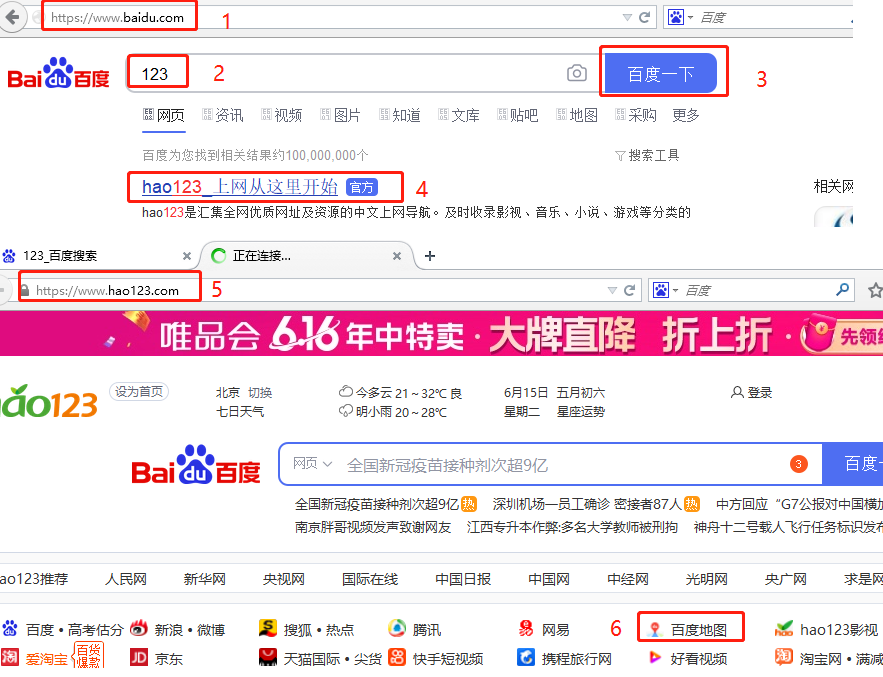 https://www.baidu.com 1 百度
Bai du 百度 123 2 百度一下 3
网页 资讯 视频 图片 知道 文库 贴吧 地图 采购 更多
百度为您找到相关结果约100,000,000个 搜索工具
hao123_上网从这里开始 官方 4 相关网
hao123是汇集全网优质网址及资源的中文上网导航。及时收录影视、音乐、小说、游戏等分类的
123_百度搜索 × 正在连接... × +
https://www.hao123.com 5 百度
唯品会 616年中特卖·大牌直降 折上折· 先领
hao123 设为首页 北京 切换 今多云 21～32℃ 良 6月15日 五月初六 登录
七日天气 明小雨 20～28℃ 星期二 星座运势
Bai du 百度 网页 全国新冠疫苗接种剂次超9亿 3 百度一
全国新冠疫苗接种剂次超9亿 热 深圳机场一员工确诊 密接者87人 热 中方回应“G7公报对中国横加
南京胖哥视频发声致谢网友 江西专升本作弊:多名大学教师被刑拘 神舟十二号载人飞行任务标识发布
ao123推荐 人民网 新华网 央视网 国际在线 中国日报 中国网 中经网 光明网 央广网 求是网
百度·高考估分 新浪·微博 搜狐·热点 腾讯 网易 6 百度地图 hao123影视
淘 爱淘宝 百货爆款 JD 京东 天猫国际·尖货 快手短视频 携程旅行网 好看视频 淘 淘宝网·满减